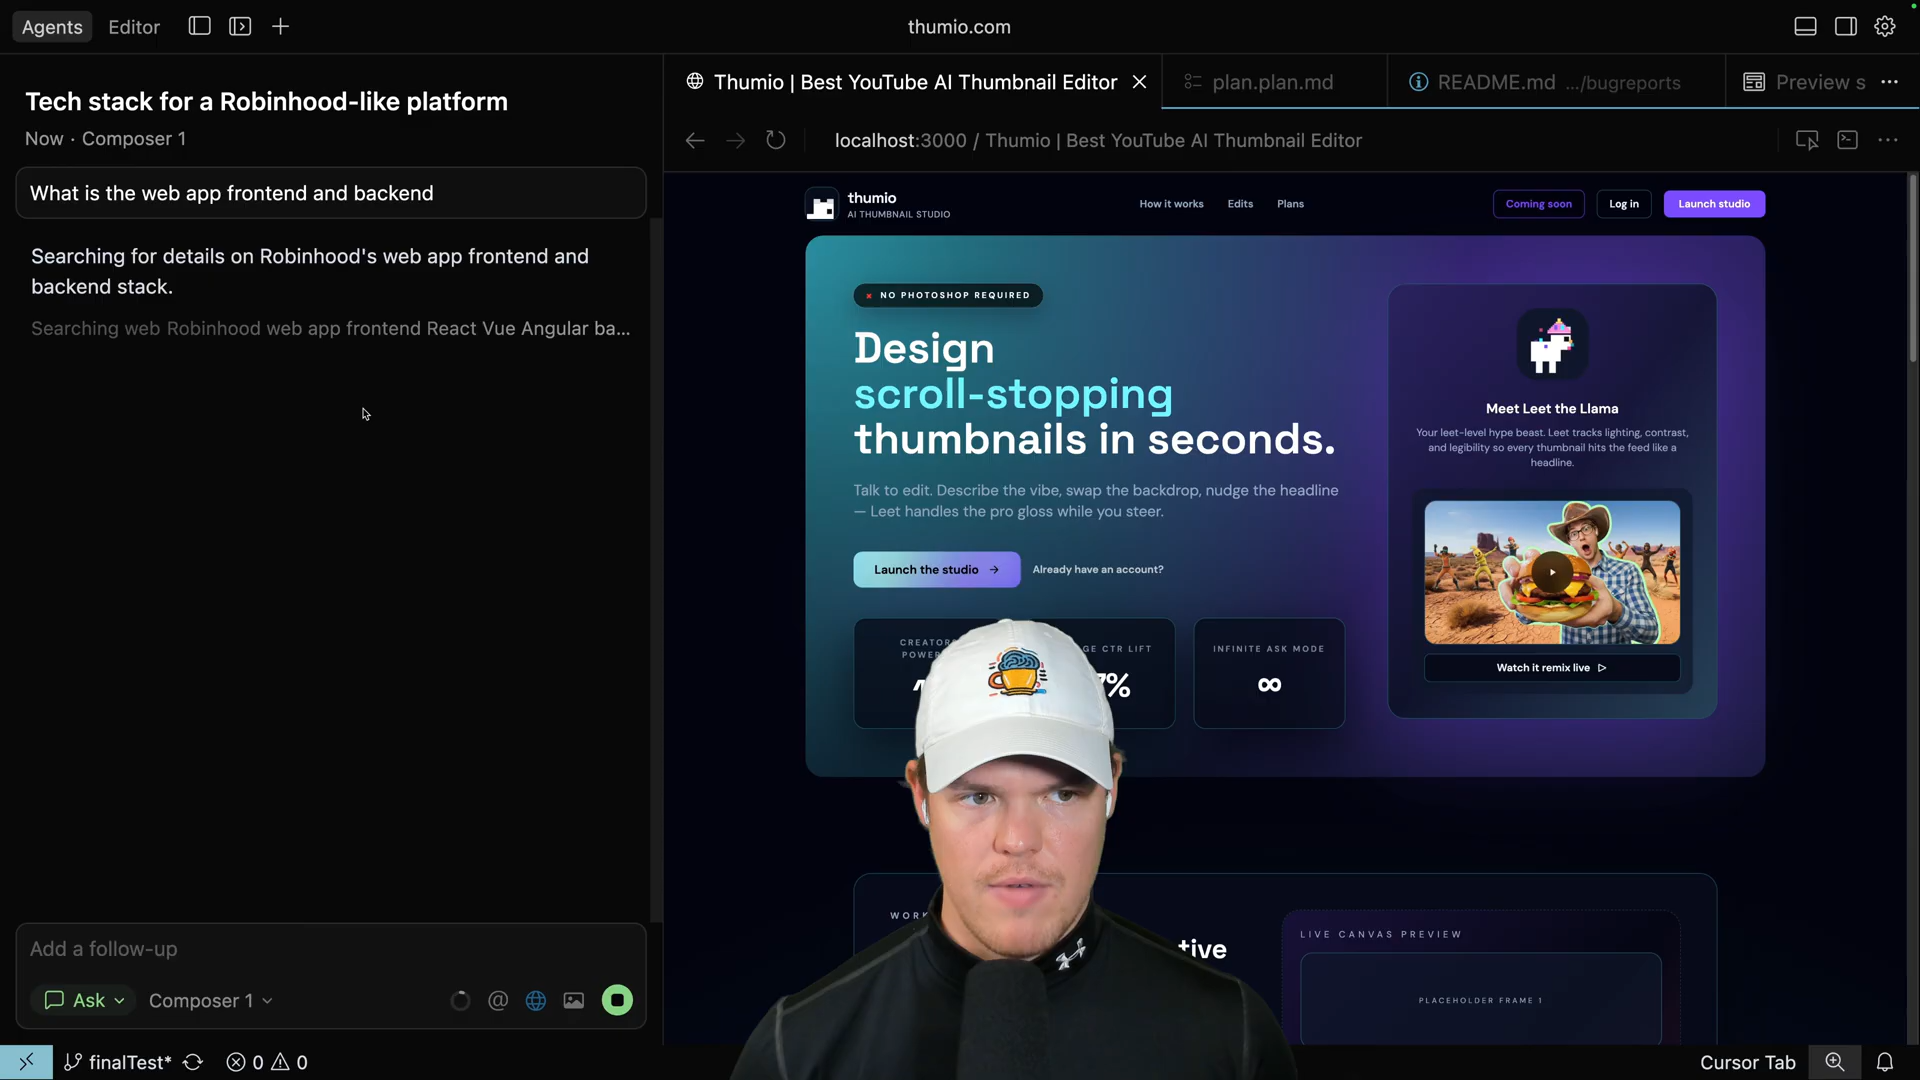 Agents
Editor
thumio.com
Tech stack for a Robinhood-like platform
Now · Composer 1
What is the web app frontend and backend
Searching for details on Robinhood's web app frontend and
backend stack.
Searching web Robinhood web app frontend React Vue Angular ba...
Add a follow-up
Ask
Composer 1
finalTest*
0
0
Thumio | Best YouTube AI Thumbnail Editor
plan.plan.md
README.md .../bugreports
Preview s
localhost:3000 / Thumio | Best YouTube AI Thumbnail Editor
thumio
AI THUMBNAIL STUDIO
How it works
Edits
Plans
Coming soon
Log in
Launch studio
NO PHOTOSHOP REQUIRED
Design
scroll-stopping
thumbnails in seconds.
Talk to edit. Describe the vibe, swap the backdrop, nudge the headline
— Leet handles the pro gloss while you steer.
Launch the studio →
Already have an account?
CTR LIFT
%
INFINITE ASK MODE
∞
Meet Leet the Llama
Your leet-level hype beast. Leet tracks lighting, contrast,
and legibility so every thumbnail hits the feed like a
headline.
Watch it remix live
LIVE CANVAS PREVIEW
PLACEHOLDER FRAME 1
Cursor Tab